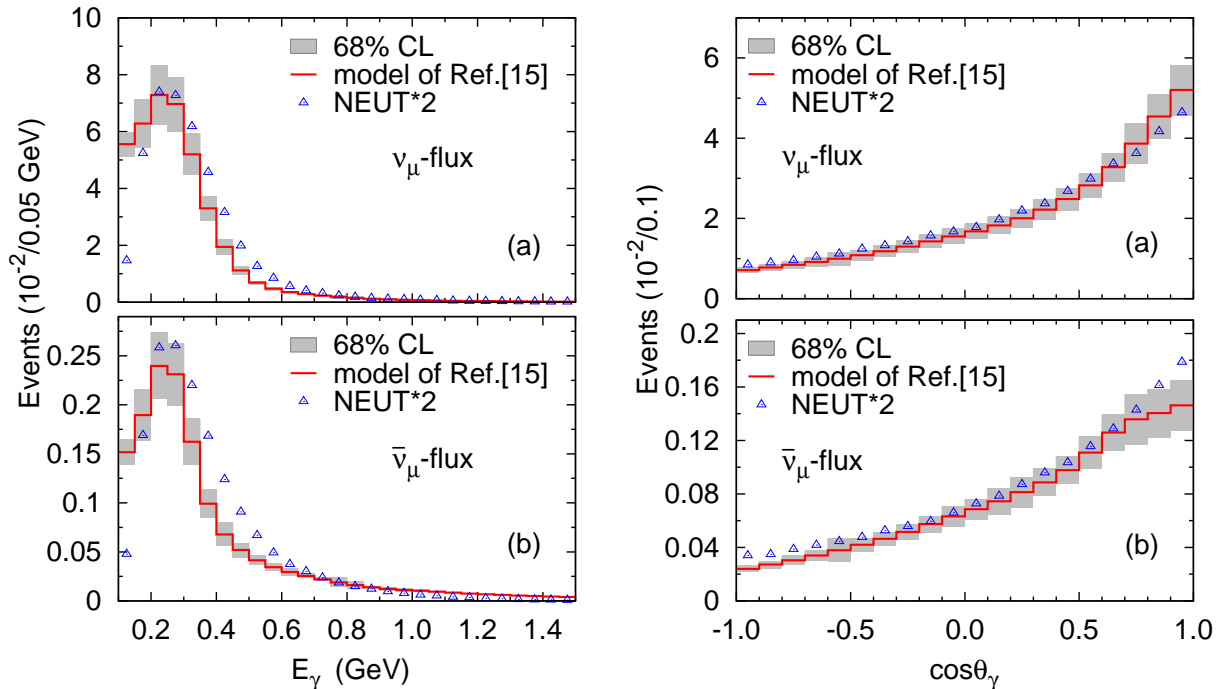 Events (10⁻²/0.05 GeV)
10
8
6
4
2
0
68% CL
model of Ref.[15]
NEUT*2
νμ-flux
(a)
0.25
0.2
0.15
0.1
0.05
0
68% CL
model of Ref.[15]
NEUT*2
ν̄μ-flux
(b)
0.2 0.4 0.6 0.8 1.0 1.2 1.4
Eγ (GeV)
Events (10⁻²/0.1)
6
4
2
0
68% CL
model of Ref.[15]
NEUT*2
νμ-flux
(a)
0.2
0.16
0.12
0.08
0.04
0
68% CL
model of Ref.[15]
NEUT*2
ν̄μ-flux
(b)
-1.0 -0.5 0.0 0.5 1.0
cosθγ